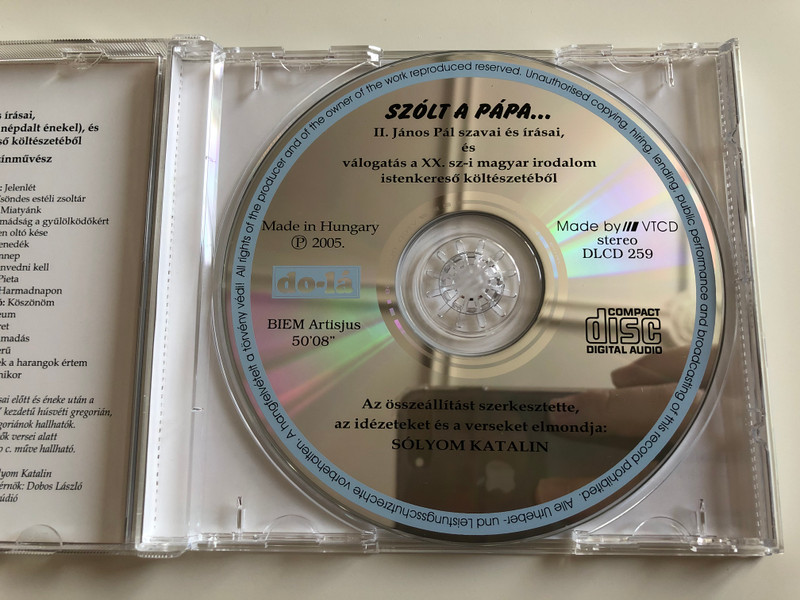 s írásai,
népdalt énekel), és
ső költészetéből
zínművész
: Jelenlét
söndes estéli zsoltár
Miatyánk
mádság a gyűlölködőkért
en oltó kése
enedék
nnep
nvedni kell
Pieta
Harmadnapon
ú: Köszönöm
eum
ret
madás
erű
ek a harangok értem
mikor
sai előtt és éneke után a
" kezdetű húsvéti gregorián,
goriánok hallhatók.
ők versei alatt
o c. műve hallható.
lyom Katalin
érnök: Dobos László
údió
SZÓLT A PÁPA...
II. János Pál szavai és írásai,
és
válogatás a XX. sz-i magyar irodalom
istenkereső költészetéből
Made in Hungary
Ⓟ 2005.
do-lá
BIEM Artisjus
50'08"
Made by VTCD
stereo
DLCD 259
COMPACT
disc
DIGITAL AUDIO
Az összeállítást szerkesztette,
az idézeteket és a verseket elmondja:
SÓLYOM KATALIN
A hangfelvételt a törvény védi! All rights of the producer and of the owner of the work reproduced reserved. Unauthorised copying, hiring, lending, public performance and broadcasting of this record prohibited. Alle Urheber- und Leistungsschutzrechte vorbehalten.